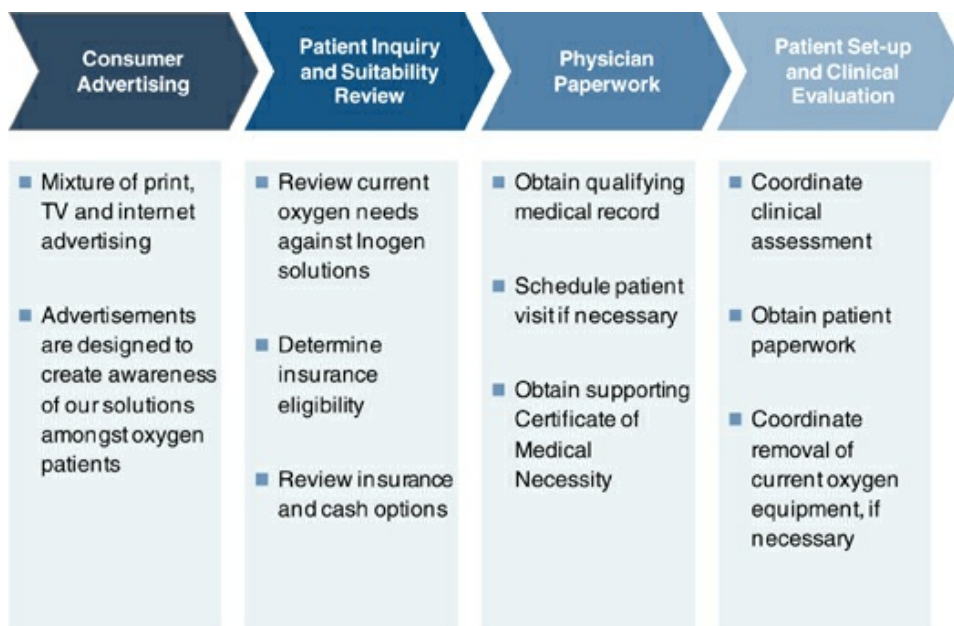 Consumer
Advertising
Patient Inquiry
and Suitability
Review
Physician
Paperwork
Patient Set-up
and Clinical
Evaluation
Mixture of print,
TV and internet
advertising
Advertisements
are designed to
create awareness
of our solutions
amongst oxygen
patients
Review current
oxygen needs
against Inogen
solutions
Determine
insurance
eligibility
Review insurance
and cash options
Obtain qualifying
medical record
Schedule patient
visit if necessary
Obtain supporting
Certificate of
Medical
Necessity
Coordinate
clinical
assessment
Obtain patient
paperwork
Coordinate
removal of
current oxygen
equipment, if
necessary